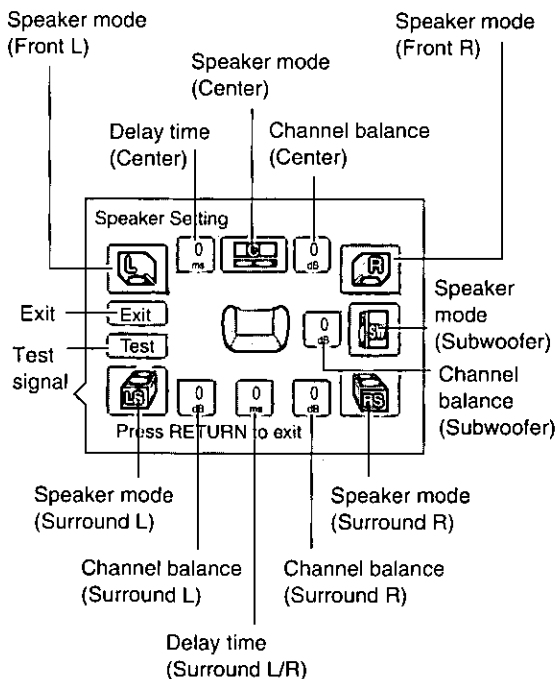 Speaker mode
(Front L)
Speaker mode
(Front R)
Speaker mode
(Center)
Delay time
(Center)
Channel balance
(Center)
Speaker Setting
L
0
ms
C
0
dB
R
Exit
Exit
Test
signal
Test
0
dB
SW
Speaker
mode
(Subwoofer)
Channel
balance
(Subwoofer)
LS
0
dB
0
ms
0
dB
RS
Press RETURN to exit
Speaker mode
(Surround L)
Speaker mode
(Surround R)
Channel balance
(Surround L)
Channel balance
(Surround R)
Delay time
(Surround L/R)